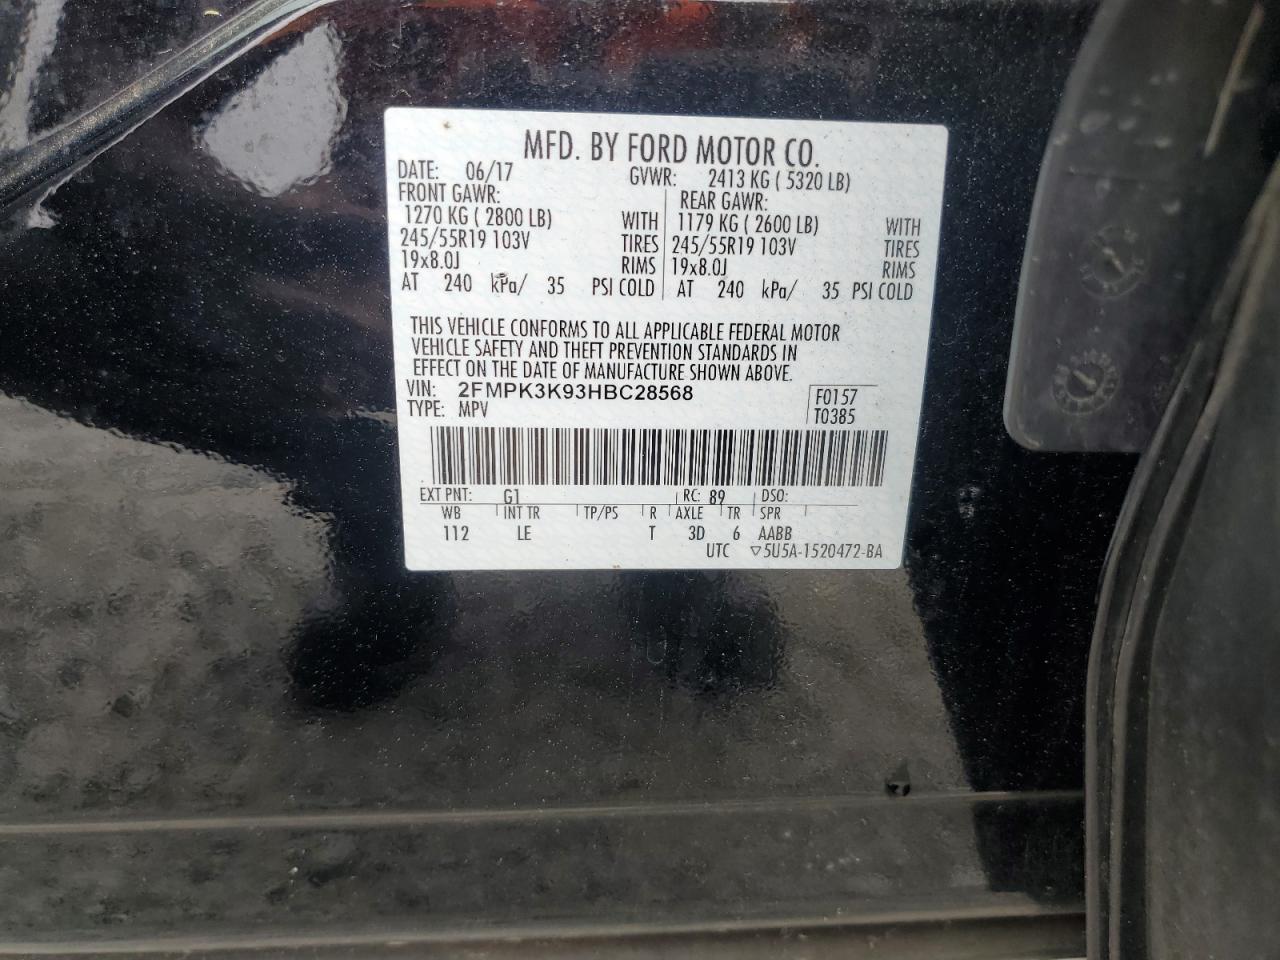 MFD. BY FORD MOTOR CO.
DATE: 06/17 GVWR: 2413 KG ( 5320 LB)
FRONT GAWR: REAR GAWR:
1270 KG ( 2800 LB) WITH 1179 KG ( 2600 LB) WITH
245/55R19 103V TIRES 245/55R19 103V TIRES
19x8.0J RIMS 19x8.0J RIMS
AT 240 kPa/ 35 PSI COLD AT 240 kPa/ 35 PSI COLD
THIS VEHICLE CONFORMS TO ALL APPLICABLE FEDERAL MOTOR
VEHICLE SAFETY AND THEFT PREVENTION STANDARDS IN
EFFECT ON THE DATE OF MANUFACTURE SHOWN ABOVE.
VIN: 2FMPK3K93HBC28568 F0157
TYPE: MPV T0385
EXT PNT: G1 RC: 89 DSO:
WB INT TR TP/PS R AXLE TR SPR
112 LE T 3D 6 AABB
UTC ▽5U5A-1520472-BA